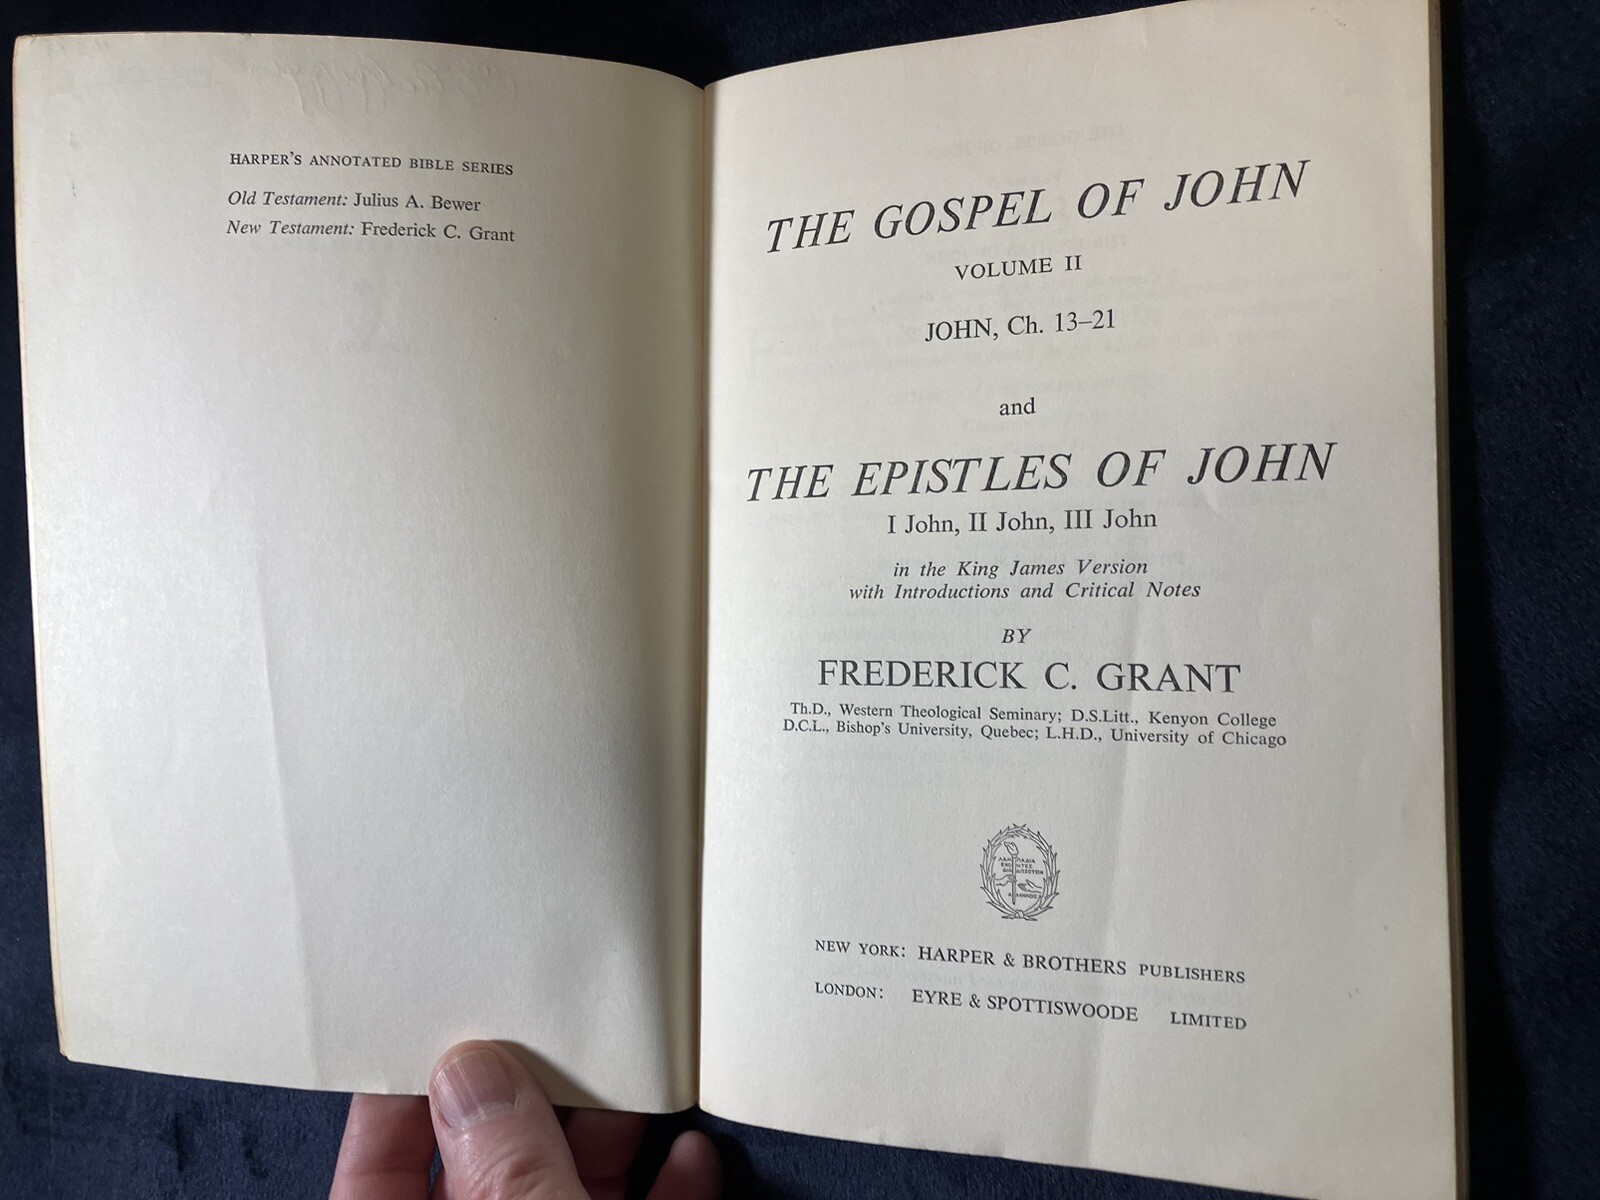 HARPER'S ANNOTATED BIBLE SERIES
Old Testament: Julius A. Bewer
New Testament: Frederick C. Grant
THE GOSPEL OF JOHN
VOLUME II
JOHN, Ch. 13–21
and
THE EPISTLES OF JOHN
I John, II John, III John
in the King James Version
with Introductions and Critical Notes
BY
FREDERICK C. GRANT
Th.D., Western Theological Seminary; D.S.Litt., Kenyon College
D.C.L., Bishop's University, Quebec; L.H.D., University of Chicago
NEW YORK: HARPER & BROTHERS PUBLISHERS
LONDON: EYRE & SPOTTISWOODE LIMITED